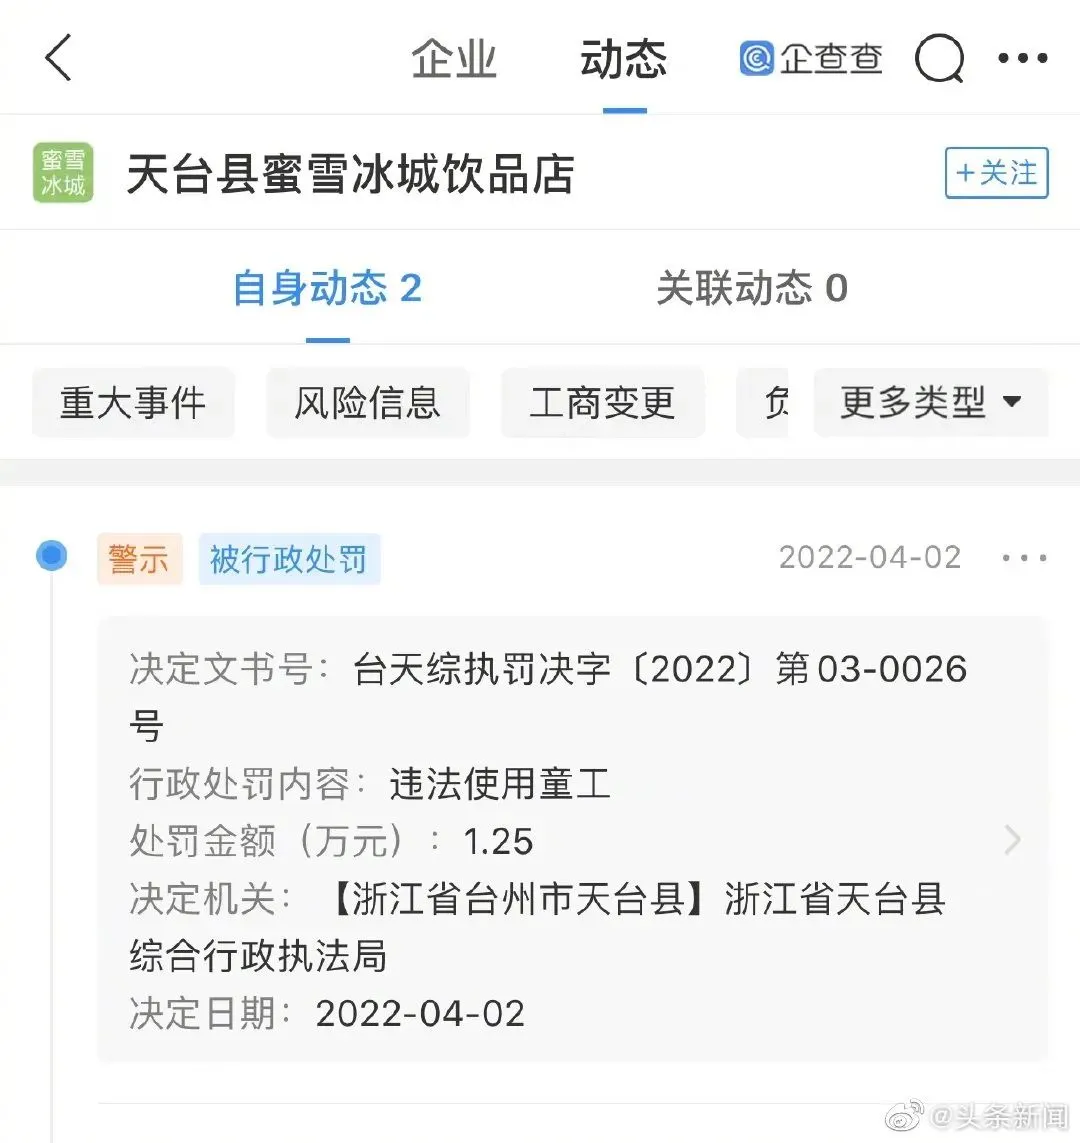 企业 动态 企查查
蜜雪
冰城
天台县蜜雪冰城饮品店 +关注
自身动态 2 关联动态 0
重大事件 风险信息 工商变更 负 更多类型
警示 被行政处罚 2022-04-02
决定文书号：台天综执罚决字〔2022〕第03-0026
号
行政处罚内容：违法使用童工
处罚金额（万元）：1.25
决定机关：【浙江省台州市天台县】浙江省天台县
综合行政执法局
决定日期：2022-04-02
@头条新闻